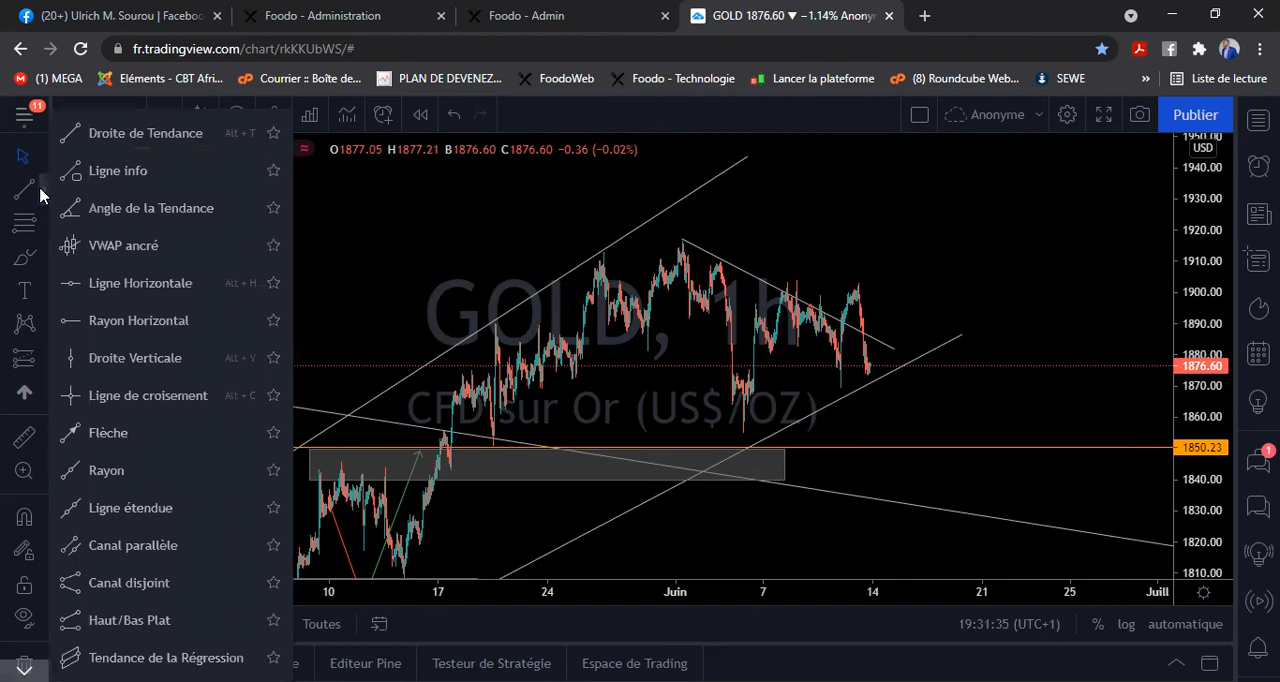 (20+) Ulrich M. Sourou | Faceboo
Foodo - Administration
Foodo - Admin
GOLD 1876.60 ▼ −1.14% Anony
fr.tradingview.com/chart/rkKKUbWS/#
(1) MEGA
Eléments - CBT Afri...
Courrier :: Boîte de...
PLAN DE DEVENEZ...
FoodoWeb
Foodo - Technologie
Lancer la plateforme
(8) Roundcube Web...
SEWE
»
Liste de lecture
11
Anonyme
Publier
Droite de Tendance Alt + T
Ligne info
Angle de la Tendance
VWAP ancré
Ligne Horizontale Alt + H
Rayon Horizontal
Droite Verticale Alt + V
Ligne de croisement Alt + C
Flèche
Rayon
Ligne étendue
Canal parallèle
Canal disjoint
Haut/Bas Plat
Tendance de la Régression
O1877.05 H1877.21 B1876.60 C1876.60 −0.36 (−0.02%)
GOLD, 1h
CFD sur Or (US$/OZ)
1950.00
USD
1940.00
1930.00
1920.00
1910.00
1900.00
1890.00
1880.00
1876.60
1870.00
1860.00
1850.23
1840.00
1830.00
1820.00
1810.00
1
10 17 24 Juin 7 14 21 25 Juill
Toutes
19:31:35 (UTC+1)
% log automatique
e
Editeur Pine
Testeur de Stratégie
Espace de Trading